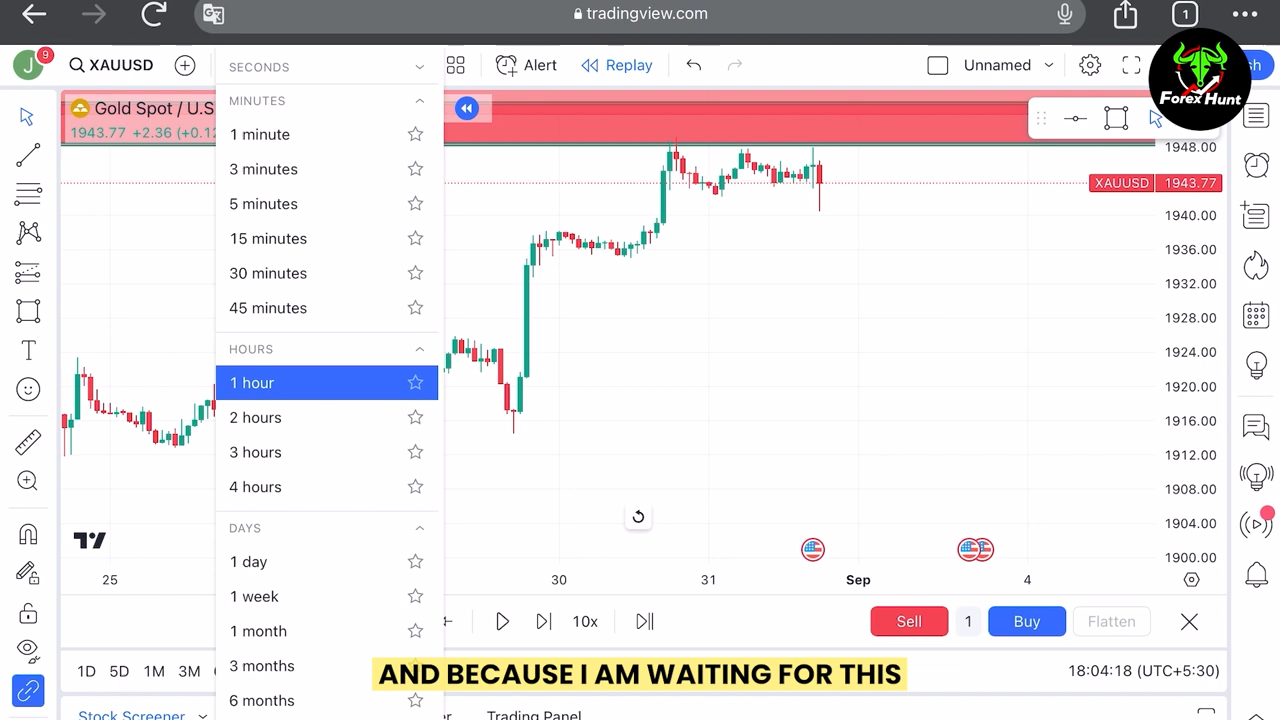 tradingview.com
1
J
9
XAUUSD
Alert
Replay
Unnamed
sh
Forex Hunt
SECONDS
MINUTES
1 minute
3 minutes
5 minutes
15 minutes
30 minutes
45 minutes
HOURS
1 hour
2 hours
3 hours
4 hours
DAYS
1 day
1 week
1 month
3 months
6 months
Gold Spot / U.S
1943.77 +2.36 (+0.12
1948.00
XAUUSD 1943.77
1940.00
1936.00
1932.00
1928.00
1924.00
1920.00
1916.00
1912.00
1908.00
1904.00
1900.00
25
30
31
Sep
4
10x
Sell
1
Buy
Flatten
1D 5D 1M 3M
18:04:18 (UTC+5:30)
AND BECAUSE I AM WAITING FOR THIS
Stock Screener
Trading Panel